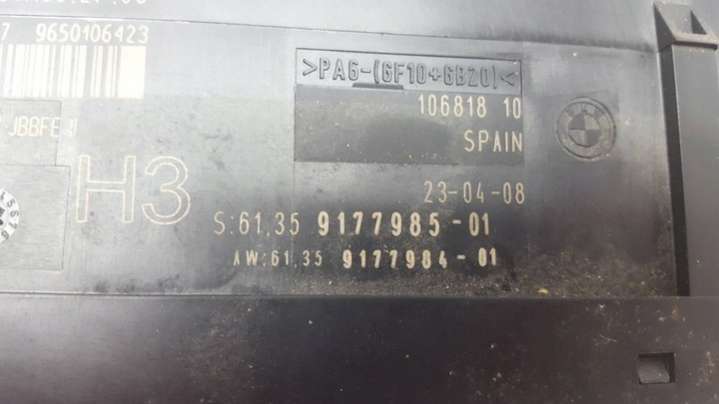 7 9650106423
>PA6-(GF10+GB20)<
106818 10
JBBFE
SPAIN
H3
23-04-08
S:61.35 9177985-01
AW:61.35 9177984-01